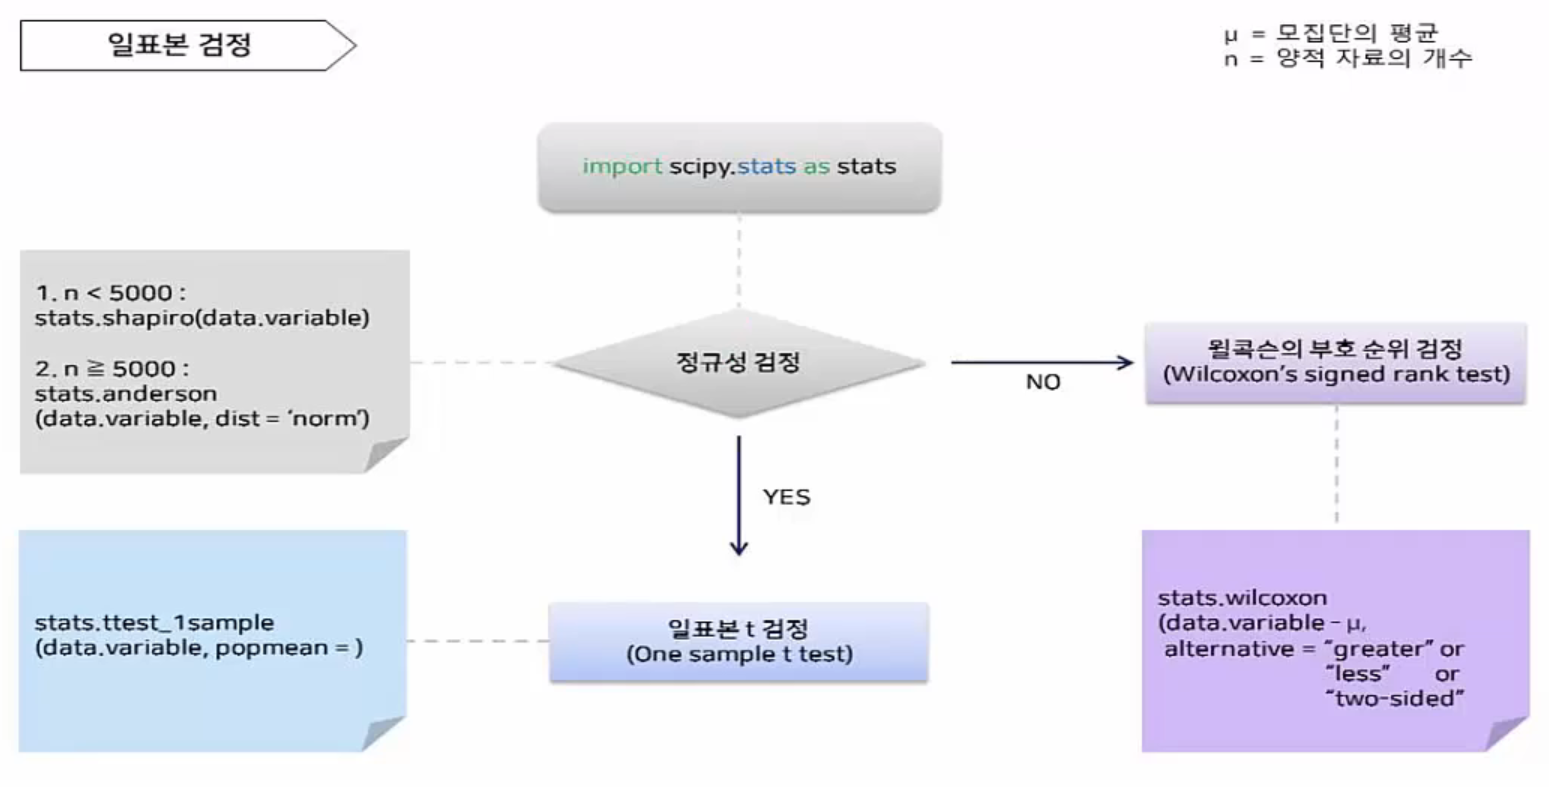 일표본 검정
μ = 모집단의 평균
n = 양적 자료의 개수
import scipy.stats as stats
1. n < 5000 :
stats.shapiro(data.variable)
2. n ≧ 5000 :
stats.anderson
(data.variable, dist = ‘norm’)
정규성 검정
NO
윌콕슨의 부호 순위 검정
(Wilcoxon’s signed rank test)
YES
stats.ttest_1sample
(data.variable, popmean = )
일표본 t 검정
(One sample t test)
stats.wilcoxon
(data.variable - μ,
alternative = “greater” or
“less” or
“two-sided”